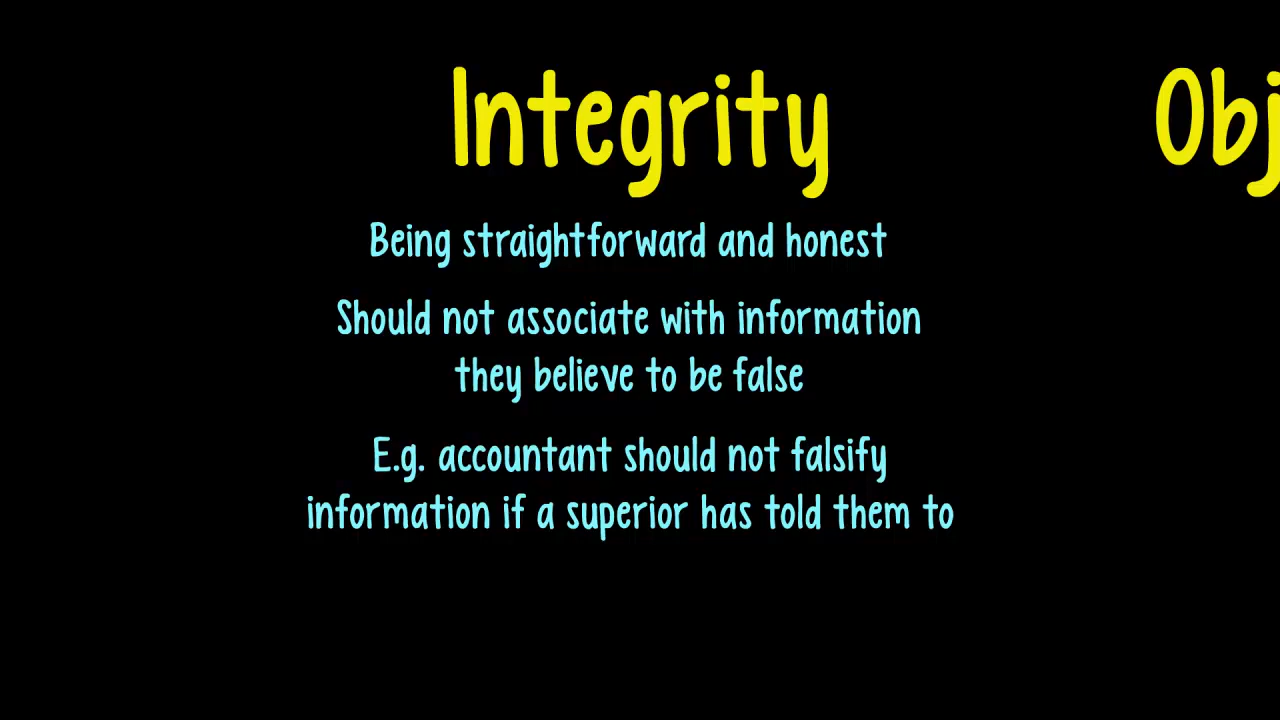 Integrity
Obj
Being straightforward and honest
Should not associate with information
they believe to be false
E.g. accountant should not falsify
information if a superior has told them to